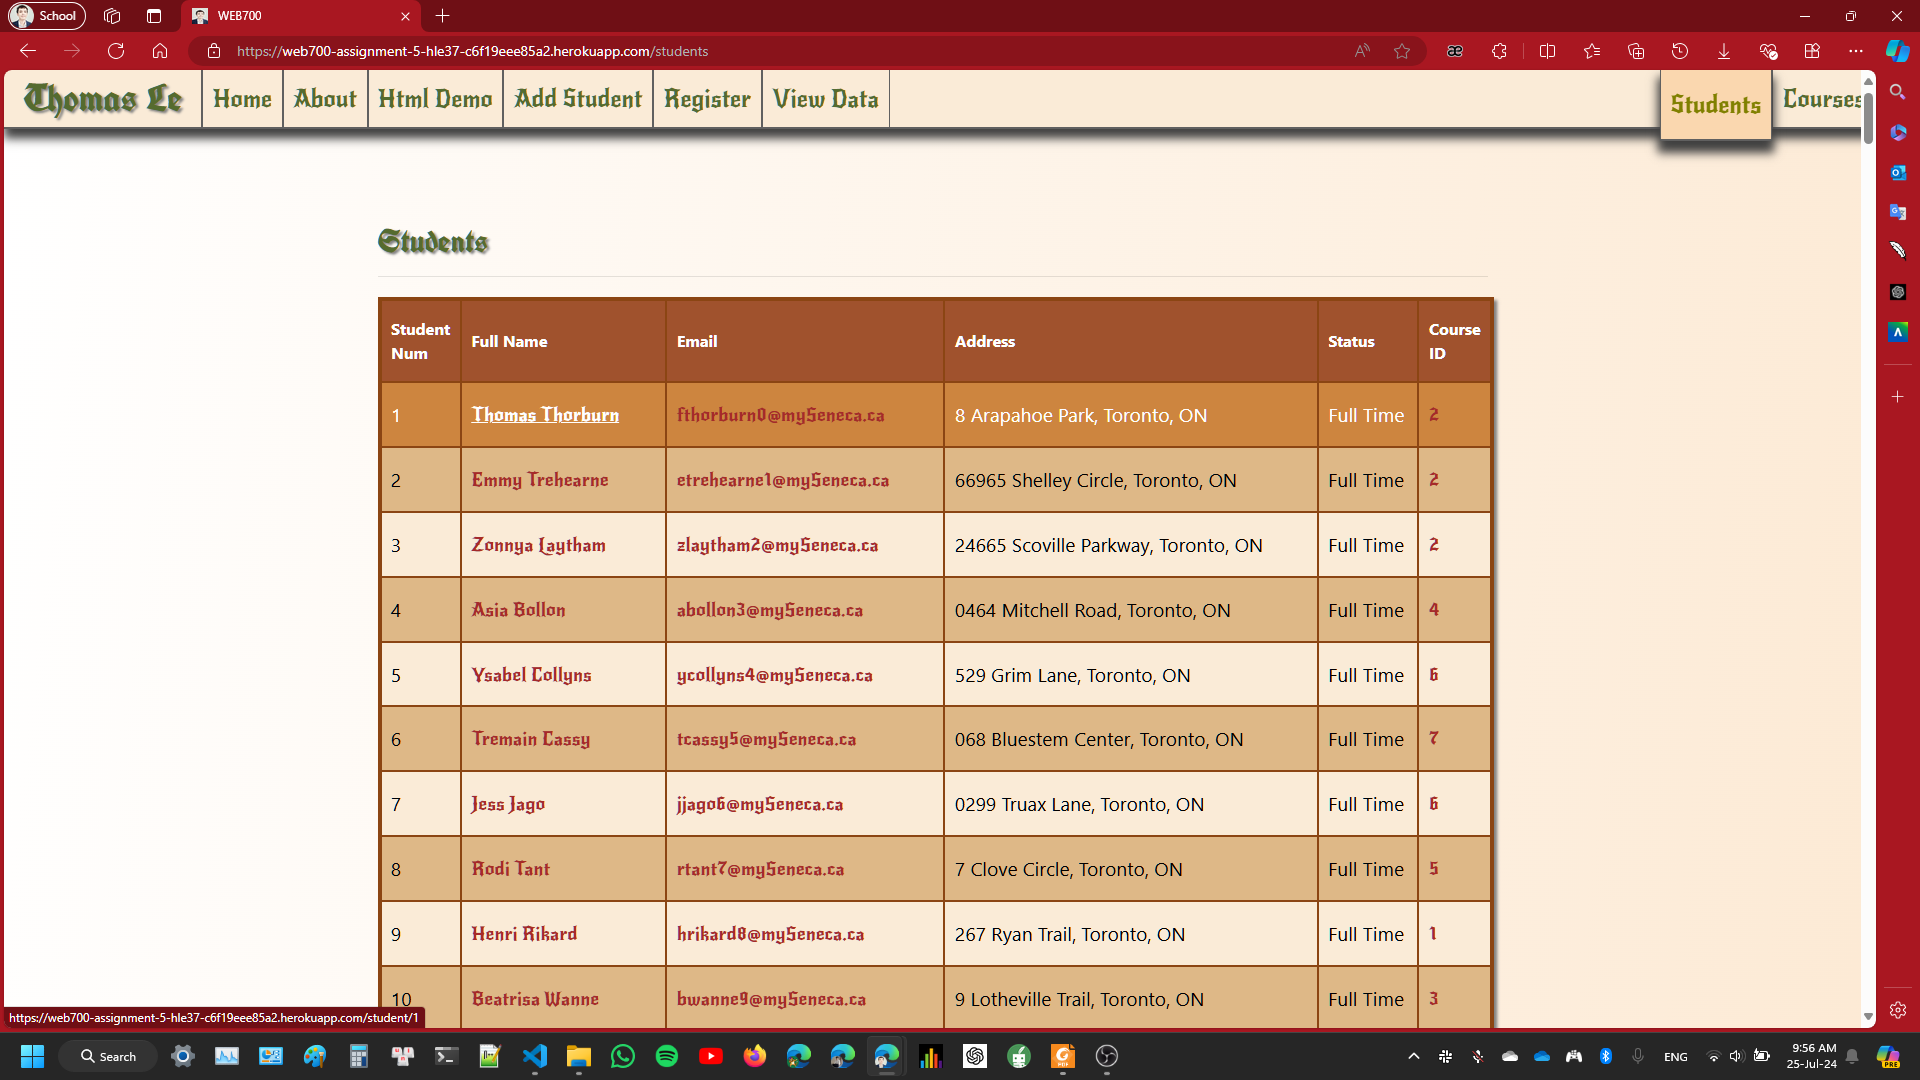 School
WEB700
https://web700-assignment-5-hle37-c6f19eee85a2.herokuapp.com/students
Thomas Le Home About Html Demo Add Student Register View Data Students Courses
Students
Student Num Full Name Email Address Status Course ID
1 Thomas Thorburn fthorburn0@mySeneca.ca 8 Arapahoe Park, Toronto, ON Full Time 2
2 Emmy Trehearne etrehearne1@mySeneca.ca 66965 Shelley Circle, Toronto, ON Full Time 2
3 Zonnya Laytham zlaytham2@mySeneca.ca 24665 Scoville Parkway, Toronto, ON Full Time 2
4 Asia Bollon abollon3@mySeneca.ca 0464 Mitchell Road, Toronto, ON Full Time 4
5 Ysabel Collyns ycollyns4@mySeneca.ca 529 Grim Lane, Toronto, ON Full Time 6
6 Tremain Cassy tcassy5@mySeneca.ca 068 Bluestem Center, Toronto, ON Full Time 7
7 Jess Jago jjago6@mySeneca.ca 0299 Truax Lane, Toronto, ON Full Time 6
8 Rodi Tant rtant7@mySeneca.ca 7 Clove Circle, Toronto, ON Full Time 5
9 Henri Rikard hrikard8@mySeneca.ca 267 Ryan Trail, Toronto, ON Full Time 1
10 Beatrisa Wanne bwanne9@mySeneca.ca 9 Lotheville Trail, Toronto, ON Full Time 3
https://web700-assignment-5-hle37-c6f19eee85a2.herokuapp.com/student/1
Search
ENG
9:56 AM
25-Jul-24
PRE